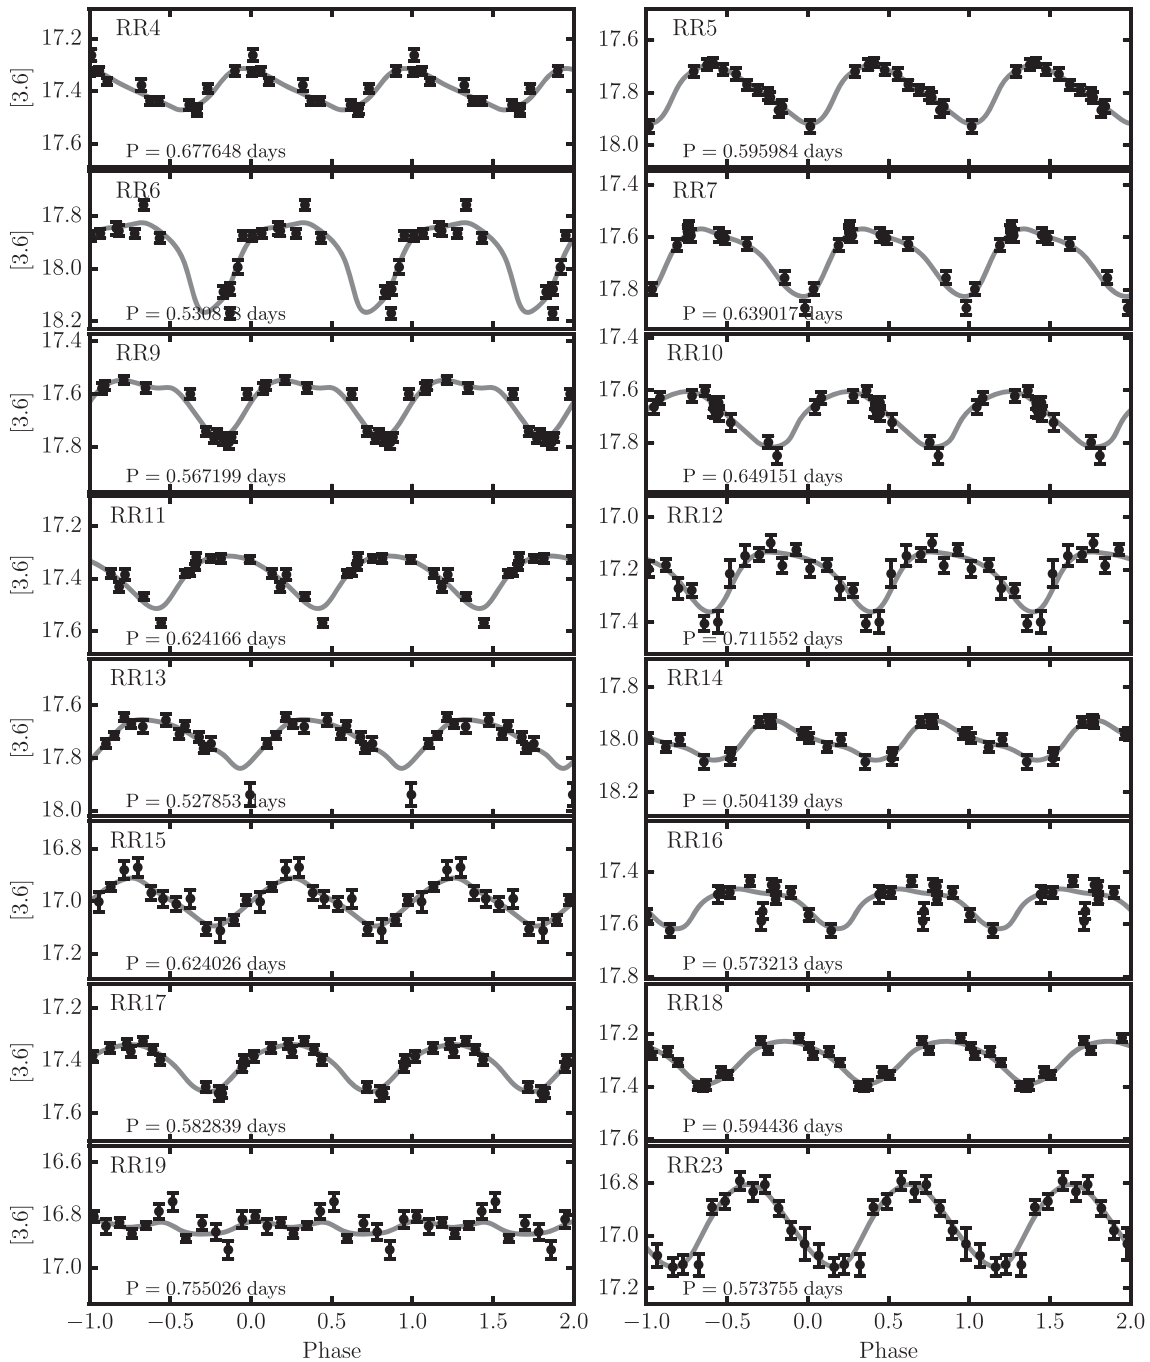 RR4
17.2
17.4
17.6
[3.6]
P = 0.677648 days
RR5
17.6
17.8
18.0
P = 0.595984 days
RR6
17.8
18.0
18.2
[3.6]
RR7
17.4
17.6
17.8
P = 0.639017 days
RR9
17.4
17.6
17.8
[3.6]
P = 0.567199 days
RR10
17.4
17.6
17.8
P = 0.649151 days
RR11
17.2
17.4
17.6
[3.6]
P = 0.624166 days
RR12
17.0
17.2
17.4
P = 0.711552 days
RR13
17.6
17.8
18.0
[3.6]
P = 0.527853 days
RR14
17.8
18.0
18.2
P = 0.504139 days
RR15
16.8
17.0
17.2
[3.6]
P = 0.624026 days
RR16
17.4
17.6
17.8
P = 0.573213 days
RR17
17.2
17.4
17.6
[3.6]
P = 0.582839 days
RR18
17.2
17.4
17.6
P = 0.594436 days
RR19
16.6
16.8
17.0
[3.6]
P = 0.755026 days
RR23
16.8
17.0
17.2
P = 0.573755 days
−1.0 −0.5 0.0 0.5 1.0 1.5 2.0
Phase
−1.0 −0.5 0.0 0.5 1.0 1.5 2.0
Phase